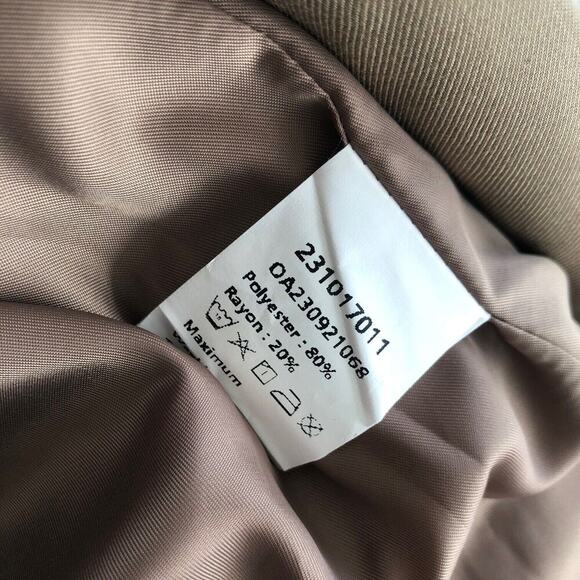 231017011
OA230921068
Polyester : 80%
Rayon : 20%
Maximum